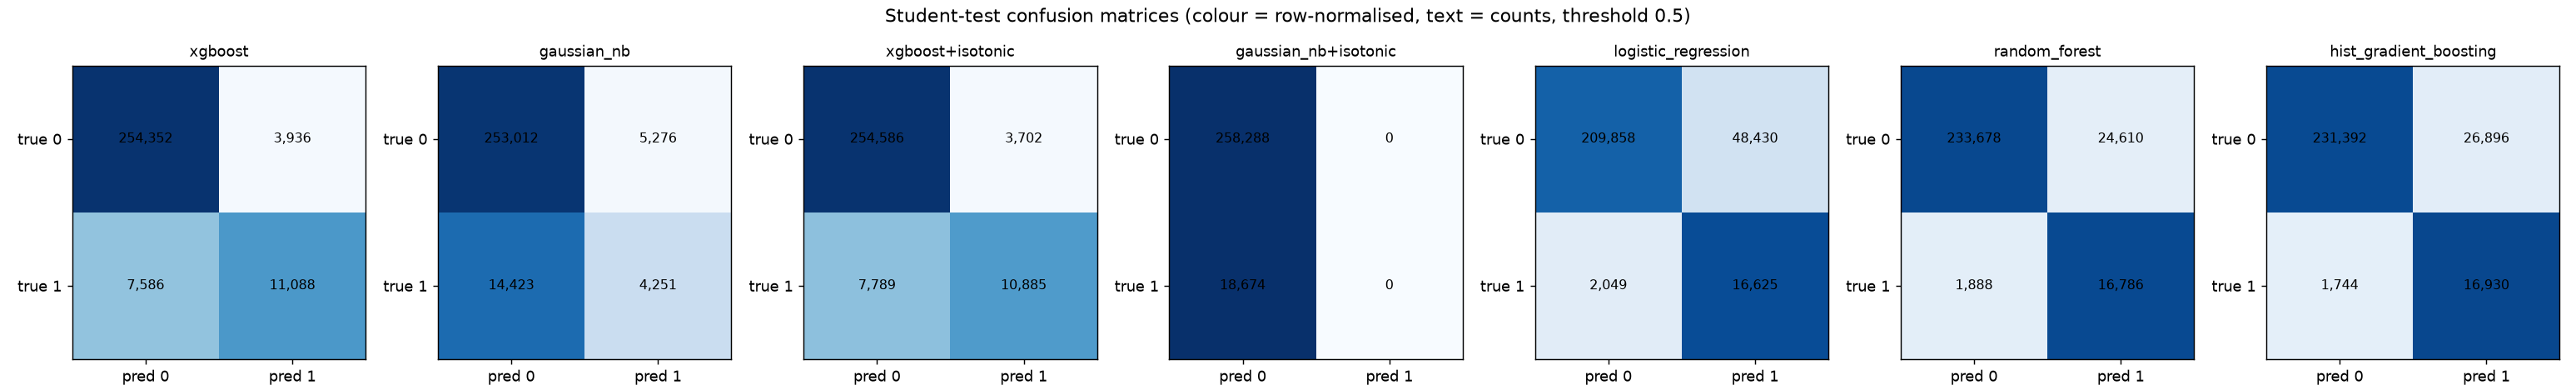 Student-test confusion matrices (colour = row-normalised, text = counts, threshold 0.5)
xgboost
true 0 254,352 3,936
true 1 7,586 11,088
pred 0 pred 1
gaussian_nb
true 0 253,012 5,276
true 1 14,423 4,251
pred 0 pred 1
xgboost+isotonic
true 0 254,586 3,702
true 1 7,789 10,885
pred 0 pred 1
gaussian_nb+isotonic
true 0 258,288 0
true 1 18,674 0
pred 0 pred 1
logistic_regression
true 0 209,858 48,430
true 1 2,049 16,625
pred 0 pred 1
random_forest
true 0 233,678 24,610
true 1 1,888 16,786
pred 0 pred 1
hist_gradient_boosting
true 0 231,392 26,896
true 1 1,744 16,930
pred 0 pred 1